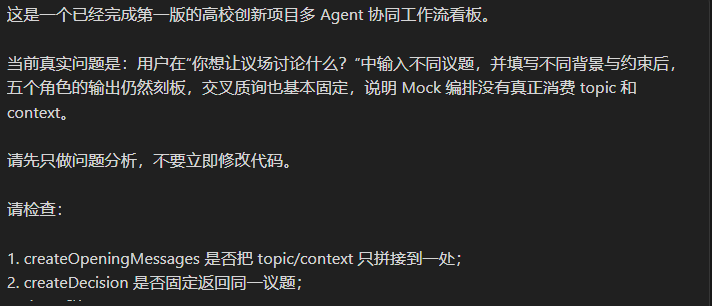 这是一个已经完成第一版的高校创新项目多 Agent 协同工作流看板。
当前真实问题是：用户在“你想让议场讨论什么？”中输入不同议题，并填写不同背景与约束后，
五个角色的输出仍然刻板，交叉质询也基本固定，说明 Mock 编排没有真正消费 topic 和
context。
请先只做问题分析，不要立即修改代码。
请检查：
1. createOpeningMessages 是否把 topic/context 只拼接到一处；
2. createDecision 是否固定返回同一议题；